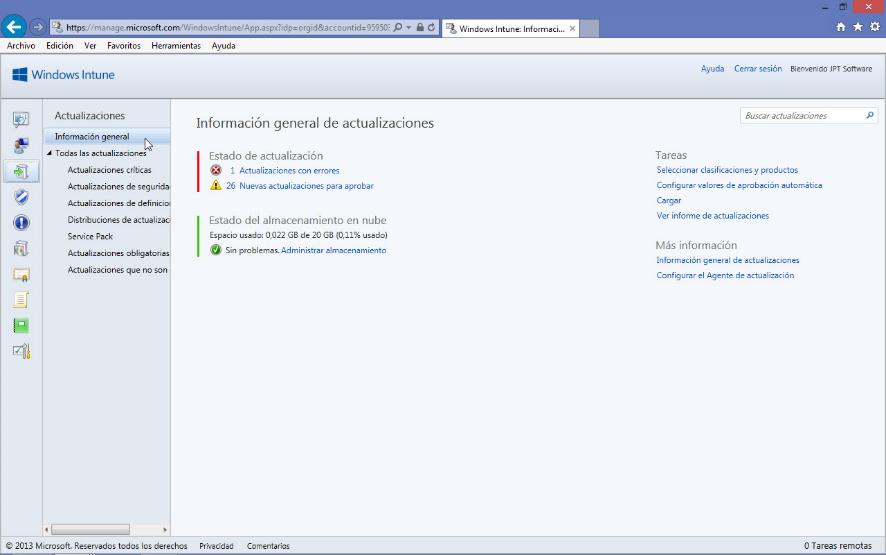 https://manage.microsoft.com/WindowsIntune/App.aspx?idp=orgid&accountid=95950
Windows Intune: Informaci...
Archivo Edición Ver Favoritos Herramientas Ayuda
Windows Intune
Ayuda Cerrar sesión Bienvenido JPT Software
Actualizaciones
Información general
Todas las actualizaciones
Actualizaciones críticas
Actualizaciones de segurida
Actualizaciones de definicio
Distribuciones de actualizac
Service Pack
Actualizaciones obligatorias
Actualizaciones que no son
Información general de actualizaciones
Buscar actualizaciones
Estado de actualización
1 Actualizaciones con errores
26 Nuevas actualizaciones para aprobar
Estado del almacenamiento en nube
Espacio usado: 0,022 GB de 20 GB (0,11% usado)
Sin problemas. Administrar almacenamiento
Tareas
Seleccionar clasificaciones y productos
Configurar valores de aprobación automática
Cargar
Ver informe de actualizaciones
Más información
Información general de actualizaciones
Configurar el Agente de actualización
© 2013 Microsoft. Reservados todos los derechos Privacidad Comentarios
0 Tareas remotas